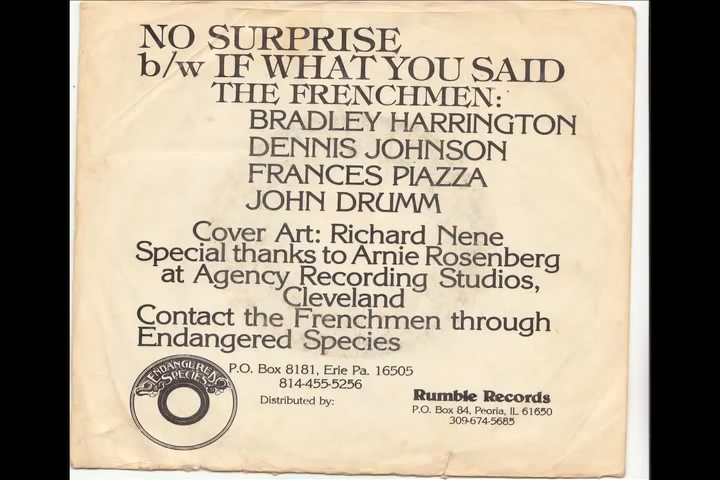 NO SURPRISE
b/w IF WHAT YOU SAID
THE FRENCHMEN:
BRADLEY HARRINGTON
DENNIS JOHNSON
FRANCES PIAZZA
JOHN DRUMM
Cover Art: Richard Nene
Special thanks to Arnie Rosenberg
at Agency Recording Studios,
Cleveland
Contact the Frenchmen through
Endangered Species
ENDANGERED
SPECIES
P.O. Box 8181, Erie Pa. 16505
814-455-5256
Distributed by:
Rumble Records
P.O. Box 84, Peoria, IL 61650
309-674-5685